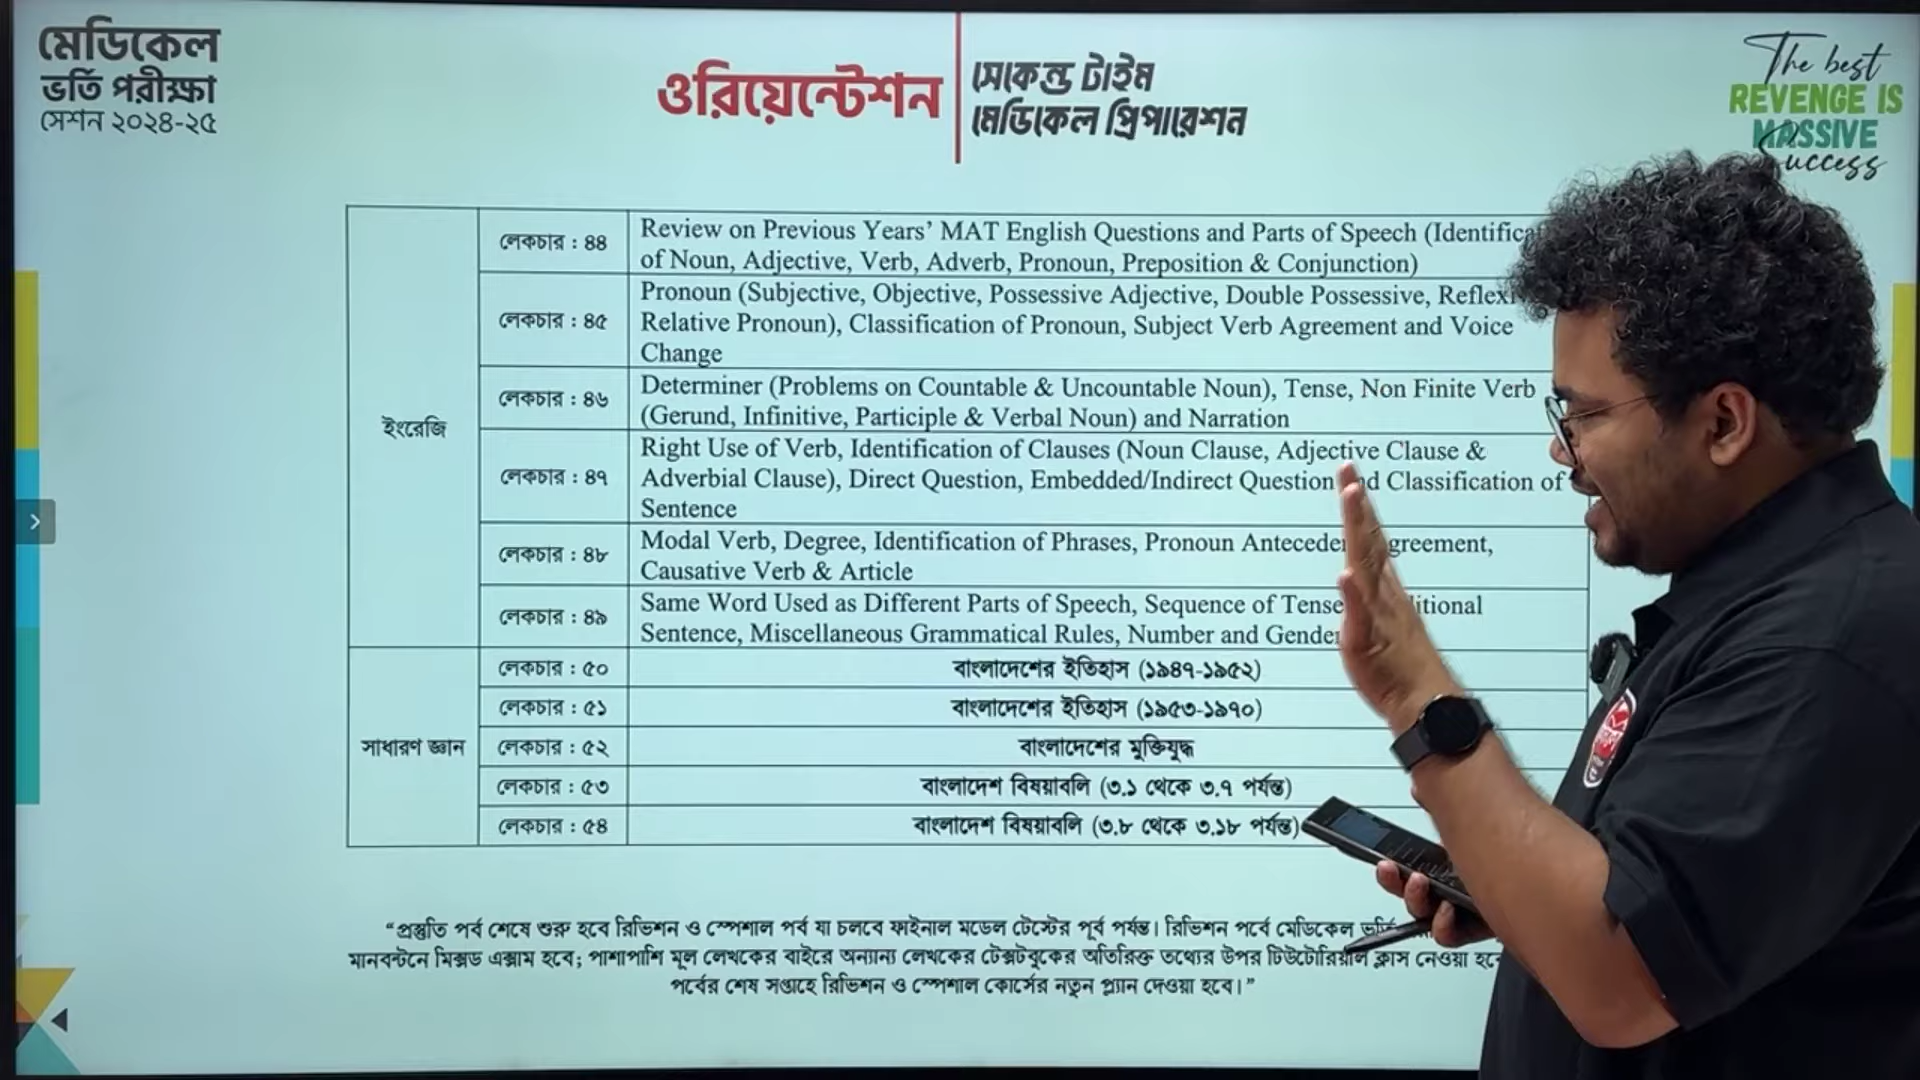 মেডিকেল
ভর্তি পরীক্ষা
সেশন ২০২৪-২৫
ওরিয়েন্টেশন
সেকেন্ড টাইম
মেডিকেল প্রিপারেশন
The best
REVENGE IS
MASSIVE
Success
ইংরেজি
লেকচার : ৪৪
Review on Previous Years’ MAT English Questions and Parts of Speech
of Noun, Adjective, Verb, Adverb, Pronoun, Preposition & Conjunction)
লেকচার : ৪৫
Pronoun (Subjective, Objective, Possessive Adjective, Double Possessive,
Relative Pronoun), Classification of Pronoun, Subject Verb Agreement and Voice
Change
লেকচার : ৪৬
Determiner (Problems on Countable & Uncountable Noun), Tense, Non Finite Verb
(Gerund, Infinitive, Participle & Verbal Noun) and Narration
লেকচার : ৪৭
Right Use of Verb, Identification of Clauses (Noun Clause, Adjective Clause &
Adverbial Clause), Direct Question, Embedded/Indirect Question Classification of
Sentence
লেকচার : ৪৮
Modal Verb, Degree, Identification of Phrases, Pronoun
Causative Verb & Article
লেকচার : ৪৯
Same Word Used as Different Parts of Speech, Sequence of Tense
Sentence, Miscellaneous Grammatical Rules, Number and Gender
সাধারণ জ্ঞান
লেকচার : ৫০
বাংলাদেশের ইতিহাস (১৯৪৭-১৯৫২)
লেকচার : ৫১
বাংলাদেশের ইতিহাস (১৯৫৩-১৯৭০)
লেকচার : ৫২
বাংলাদেশের মুক্তিযুদ্ধ
লেকচার : ৫৩
বাংলাদেশ বিষয়াবলি (৩.১ থেকে ৩.৭ পর্যন্ত)
লেকচার : ৫৪
বাংলাদেশ বিষয়াবলি (৩.৮ থেকে ৩.১৮ পর্যন্ত)
“প্রস্তুতি পর্ব শেষে শুরু হবে রিভিশন ও স্পেশাল পর্ব যা চলবে ফাইনাল মডেল টেস্টের পূর্ব পর্যন্ত। রিভিশন পর্বে মেডিকেল
মানবন্টনে মিক্সড এক্সাম হবে; পাশাপাশি মূল লেখকের বাইরে অন্যান্য লেখকের টেক্সটবুকের অতিরিক্ত তথ্যের উপর টিউটোরিয়াল ক্লাস নেওয়া
পর্বের শেষ সপ্তাহে রিভিশন ও স্পেশাল কোর্সের নতুন প্ল্যান দেওয়া হবে।”